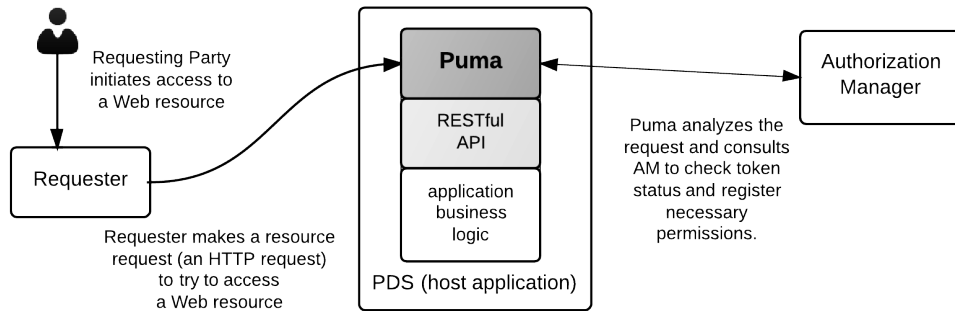 Requesting Party
initiates access to
a Web resource
Requester
Requester makes a resource
request (an HTTP request)
to try to access
a Web resource
Puma
RESTful
API
application
business
logic
PDS (host application)
Authorization
Manager
Puma analyzes the
request and consults
AM to check token
status and register
necessary
permissions.